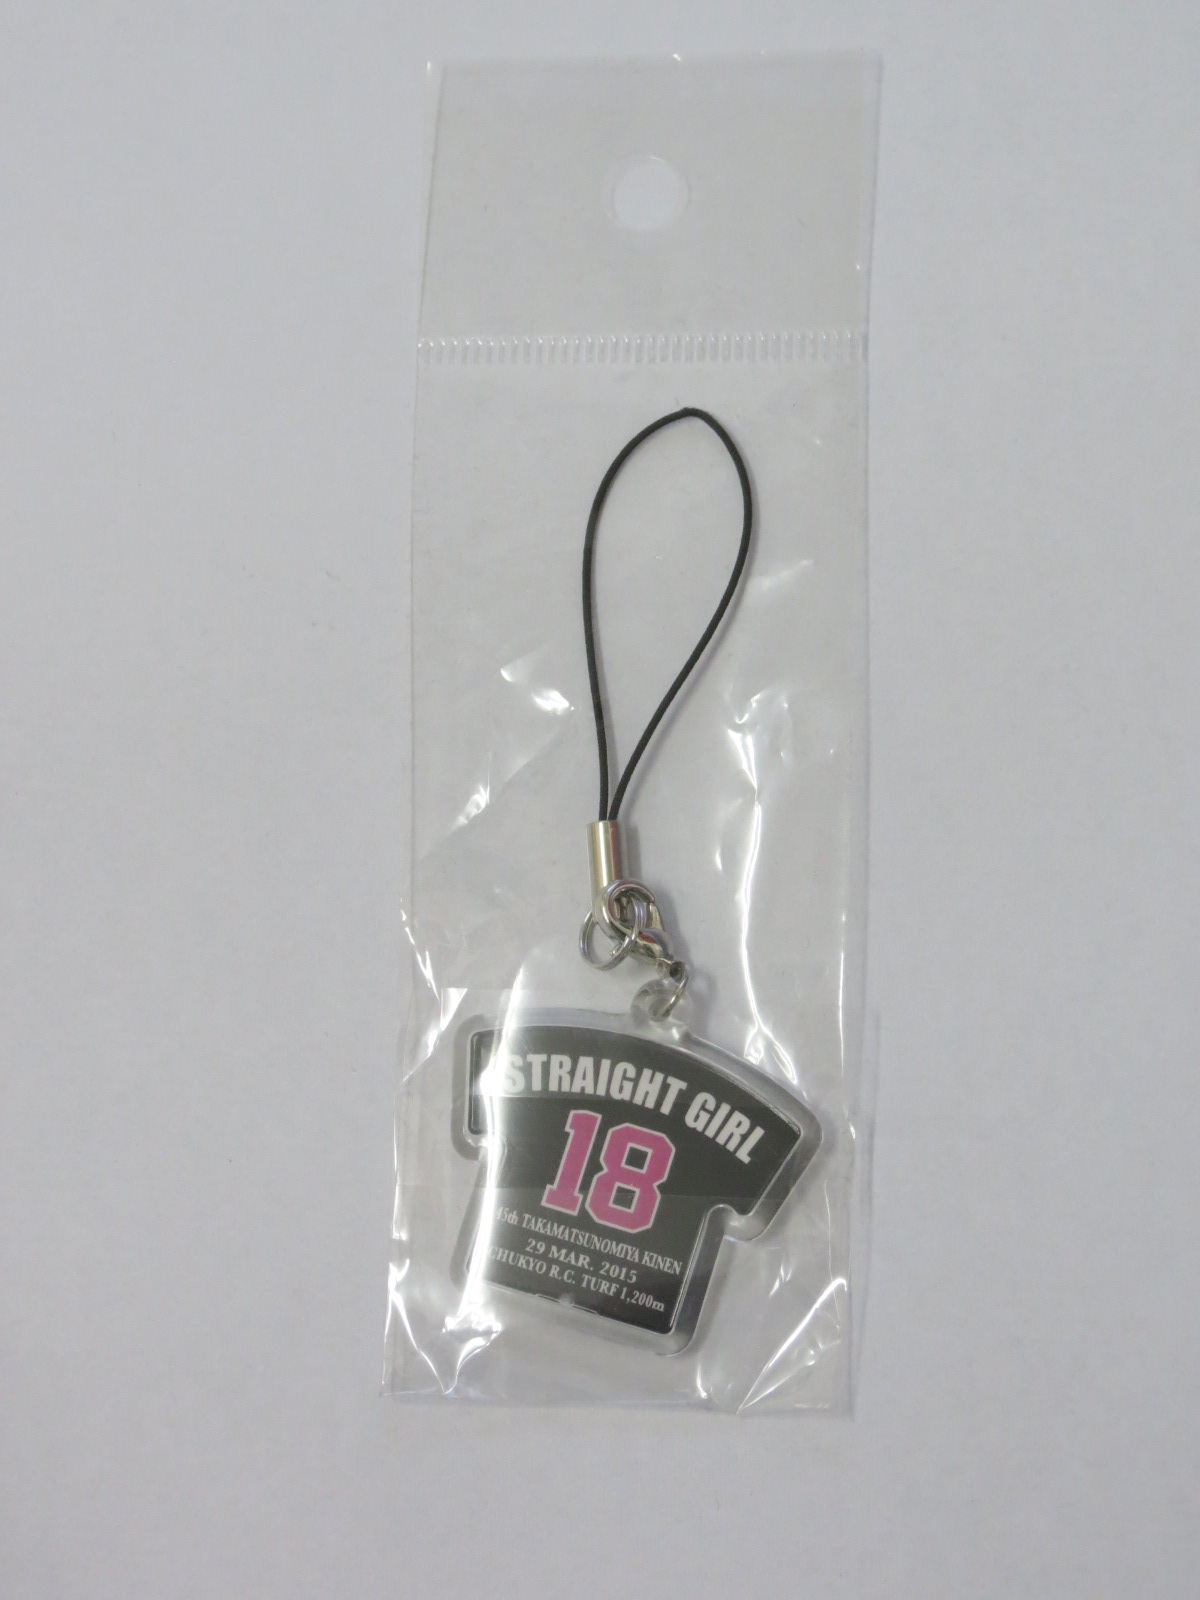 STRAIGHT GIRL
18
45th TAKAMATSUNOMIYA KINEN
29 MAR. 2015
CHUKYO R.C. TURF 1,200m